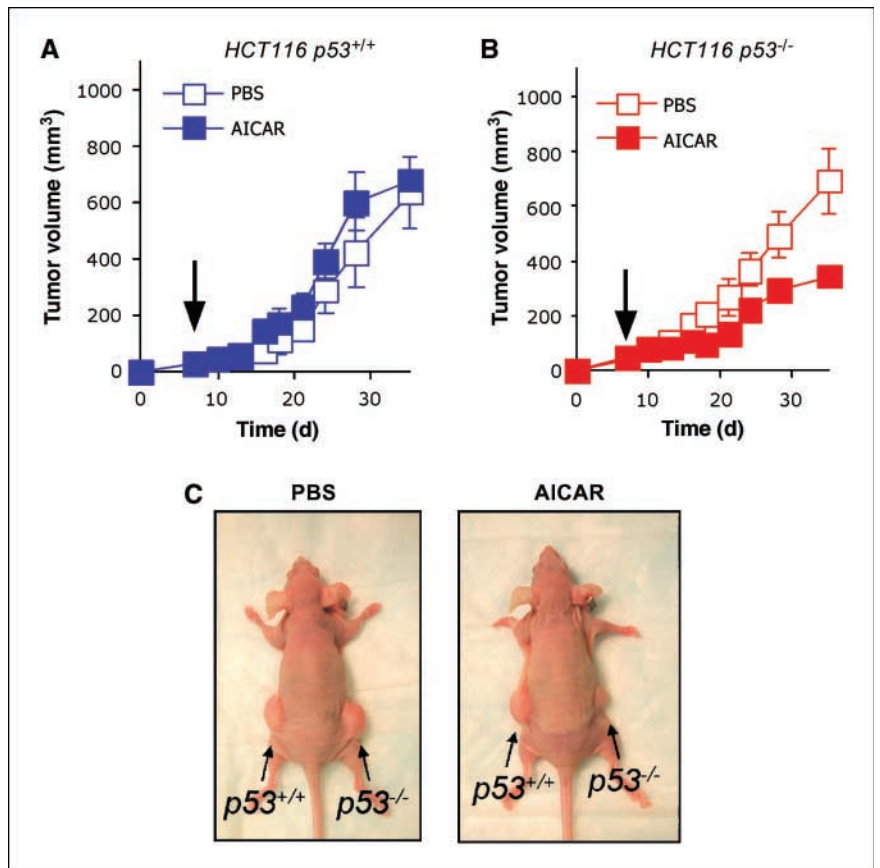 A HCT116 p53+/+
PBS
AICAR
Tumor volume (mm3)
1000
800
600
400
200
0
0 10 20 30
Time (d)
B HCT116 p53-/-
PBS
AICAR
Tumor volume (mm3)
1000
800
600
400
200
0
0 10 20 30
Time (d)
C PBS AICAR
p53+/+ p53-/-
p53+/+ p53-/-